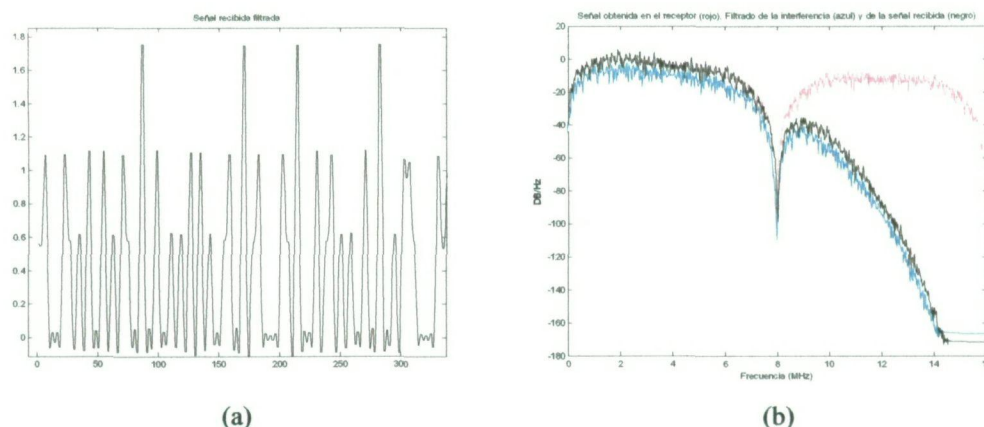 Señal recibida filtrada
1.8
1.6
1.4
1.2
1
0.8
0.6
0.4
0.2
0
0 50 100 150 200 250 300
(a)
Señal obtenida en el receptor (rojo). Filtrado de la interferencia (azul) y de la señal recibida (negro)
20
0
-20
-40
-60
-80
-100
-120
-140
-160
-180
DB/Hz
0 2 4 6 8 10 12 14
Frecuencia (MHz)
(b)